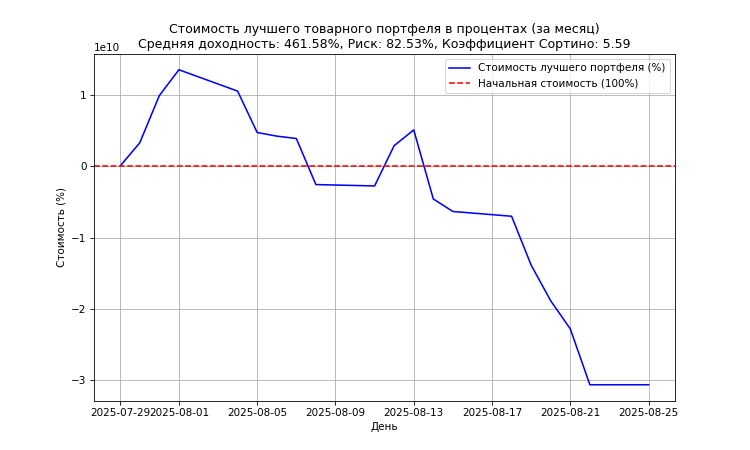 Стоимость лучшего товарного портфеля в процентах (за месяц)
Средняя доходность: 461.58%, Риск: 82.53%, Коэффициент Сортино: 5.59
1e10
Стоимость лучшего портфеля (%)
Начальная стоимость (100%)
1
0
−1
−2
−3
Стоимость (%)
2025-07-29 2025-08-01 2025-08-05 2025-08-09 2025-08-13 2025-08-17 2025-08-21 2025-08-25
День